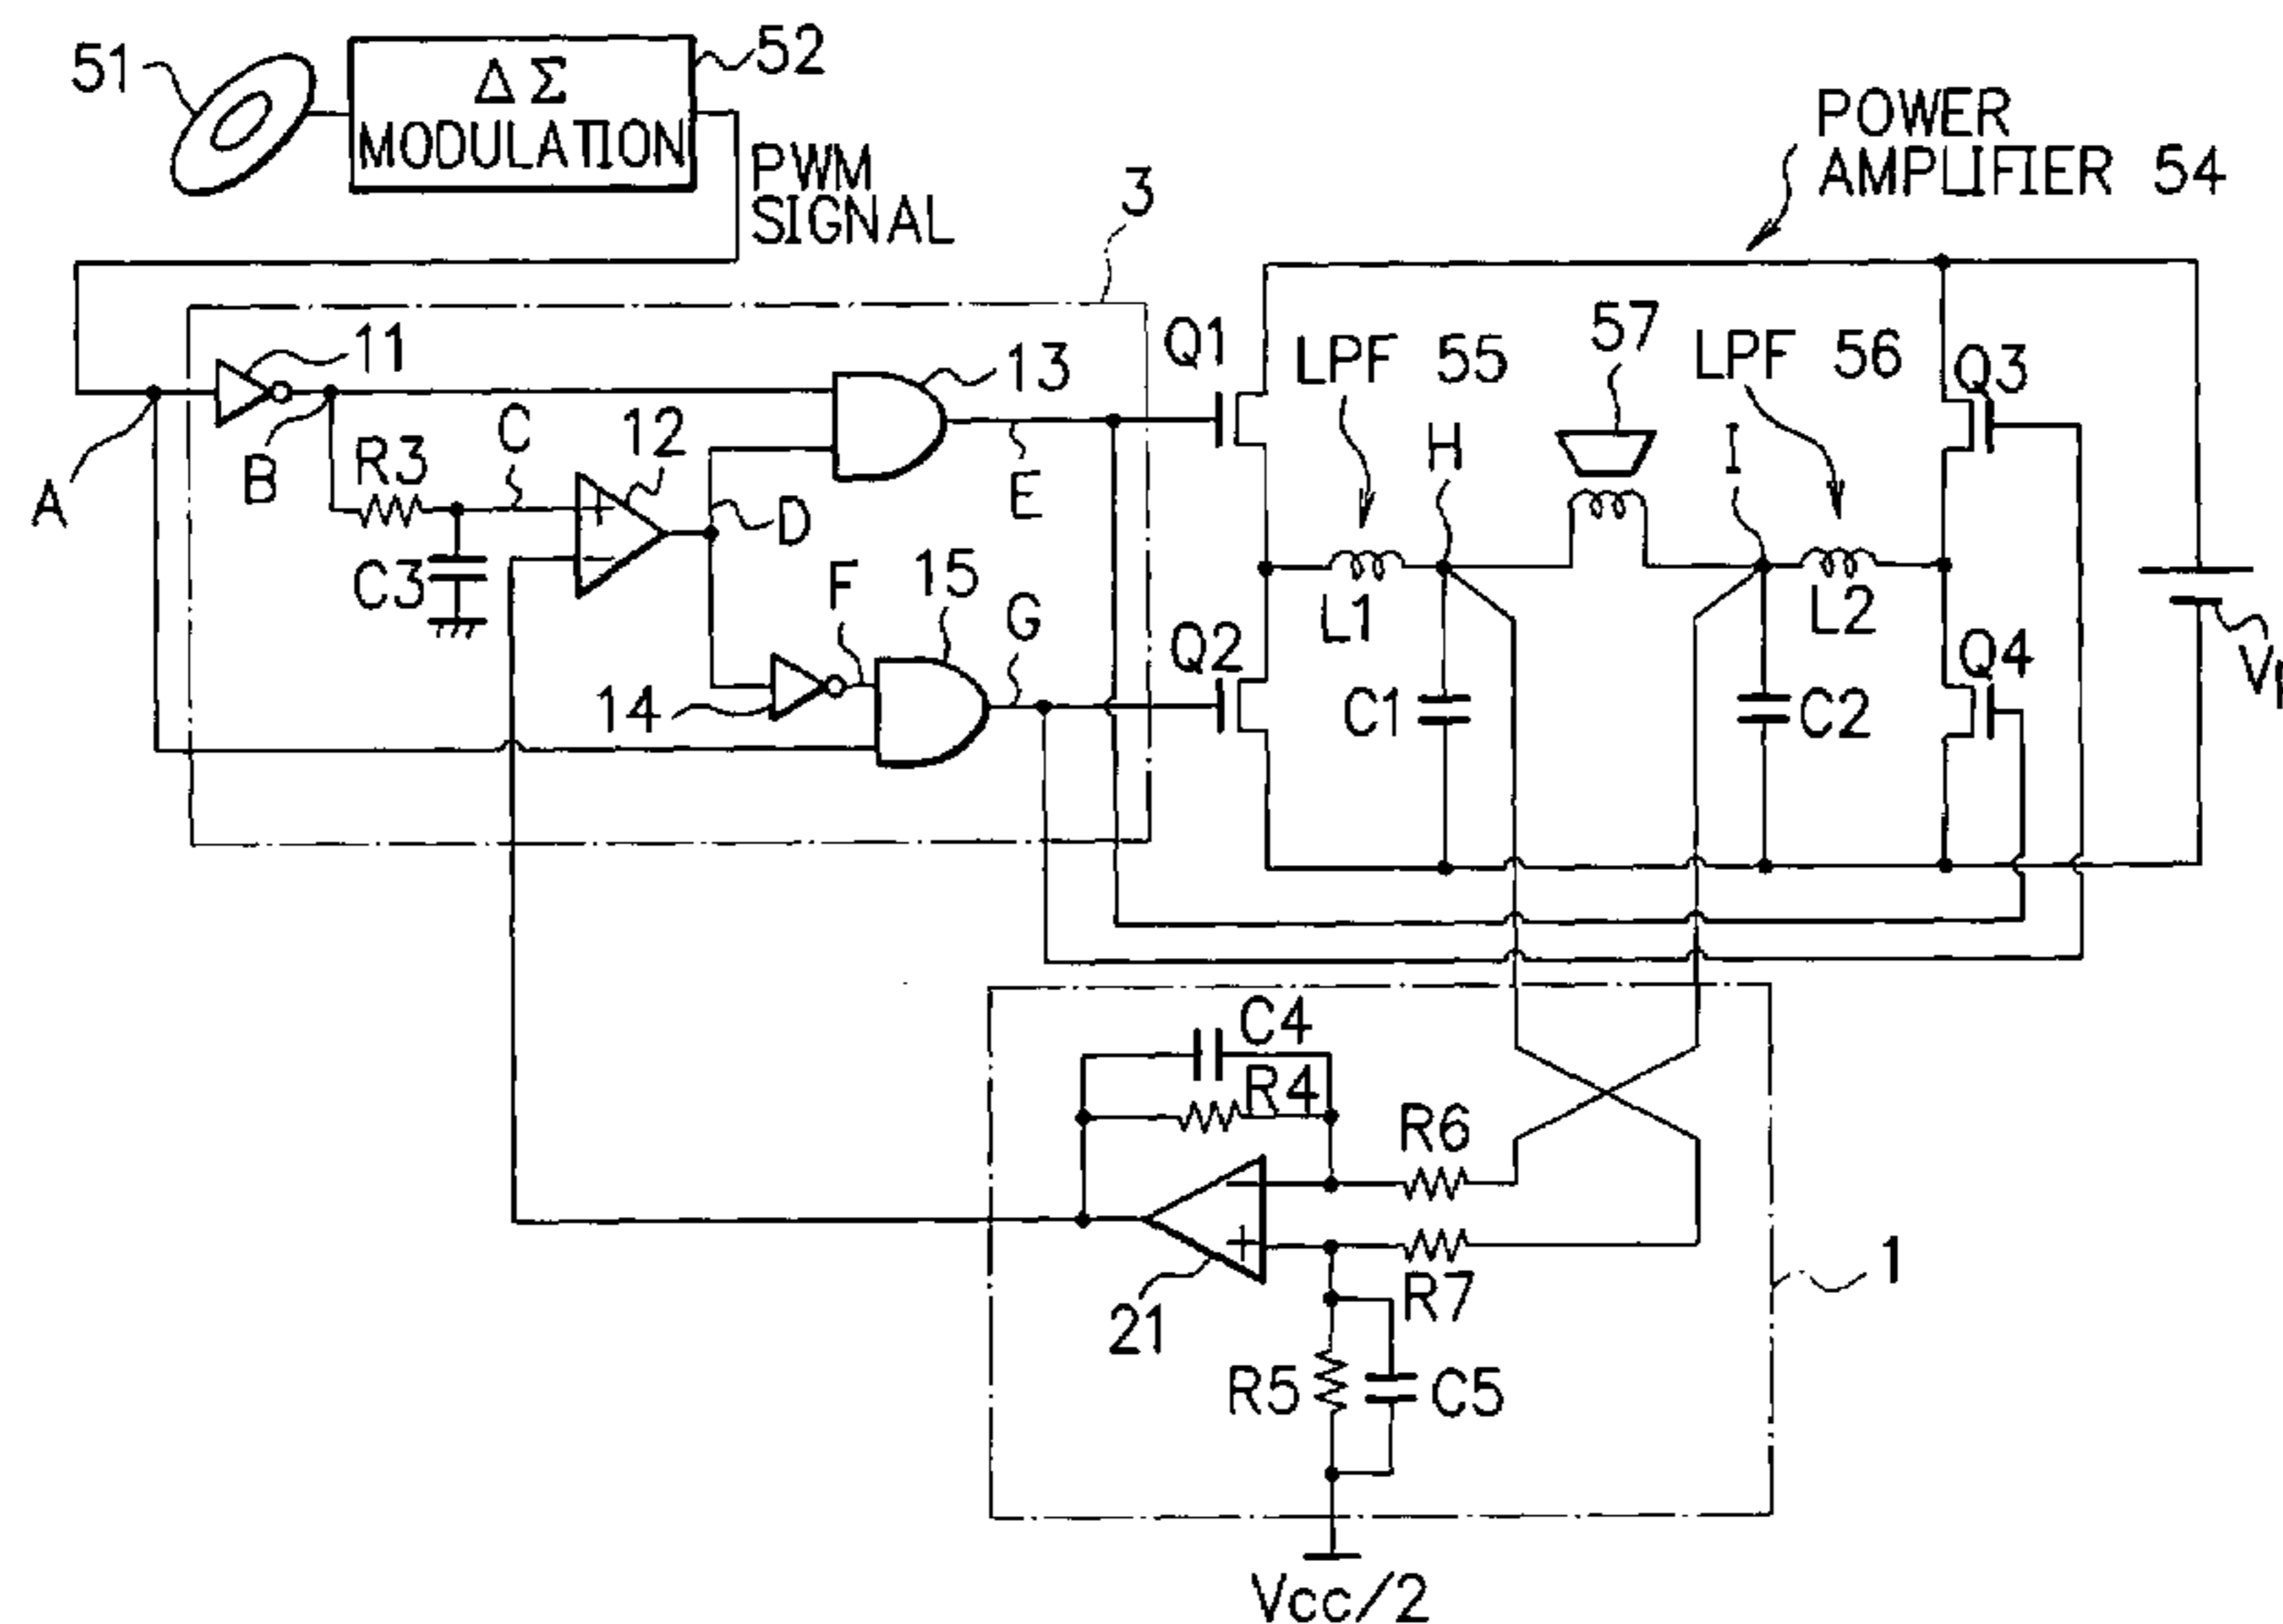 51
52
ΔΣ
MODULATION
PWM
SIGNAL
3
POWER
AMPLIFIER 54
11
13
Q1
LPF 55
57
LPF 56
Q3
A
B
R3
C
12
D
E
H
I
C3
F
15
G
14
Q2
L1
L2
Q4
C1
C2
C4
R4
R6
R7
21
1
R5
C5
Vcc/2